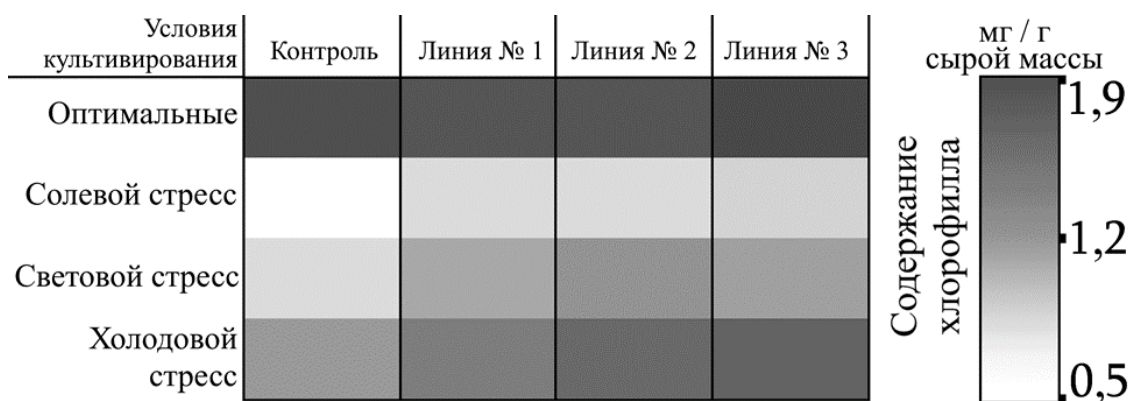 Условия
культивирования
Контроль
Линия № 1
Линия № 2
Линия № 3
Оптимальные
Солевой стресс
Световой стресс
Холодовой
стресс
мг / г
сырой массы
Содержание
хлорофилла
1,9
1,2
0,5